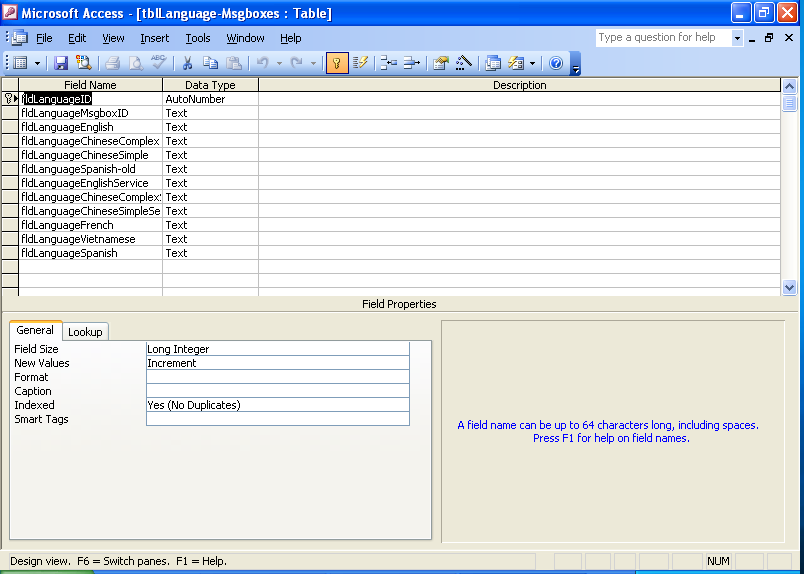 Microsoft Access - [tblLanguage-Msgboxes : Table]
File Edit View Insert Tools Window Help Type a question for help
Field Name Data Type Description
fldLanguageID AutoNumber
fldLanguageMsgboxID Text
fldLanguageEnglish Text
fldLanguageChineseComplex Text
fldLanguageChineseSimple Text
fldLanguageSpanish-old Text
fldLanguageEnglishService Text
fldLanguageChineseComplexS Text
fldLanguageChineseSimpleSe Text
fldLanguageFrench Text
fldLanguageVietnamese Text
fldLanguageSpanish Text
Field Properties
General Lookup
Field Size Long Integer
New Values Increment
Format
Caption
Indexed Yes (No Duplicates)
Smart Tags
A field name can be up to 64 characters long, including spaces.
Press F1 for help on field names.
Design view. F6 = Switch panes. F1 = Help. NUM